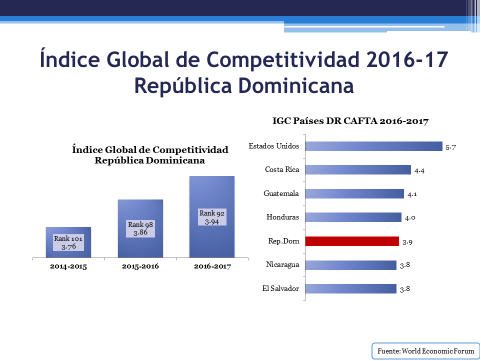 Índice Global de Competitividad 2016-17
República Dominicana
Índice Global de Competitividad
República Dominicana
Rank 101
3.76
Rank 98
3.86
Rank 92
3.94
2014-2015
2015-2016
2016-2017
IGC Países DR CAFTA 2016-2017
Estados Unidos 5.7
Costa Rica 4.4
Guatemala 4.1
Honduras 4.0
Rep.Dom 3.9
Nicaragua 3.8
El Salvador 3.8
Fuente: World Economic Forum